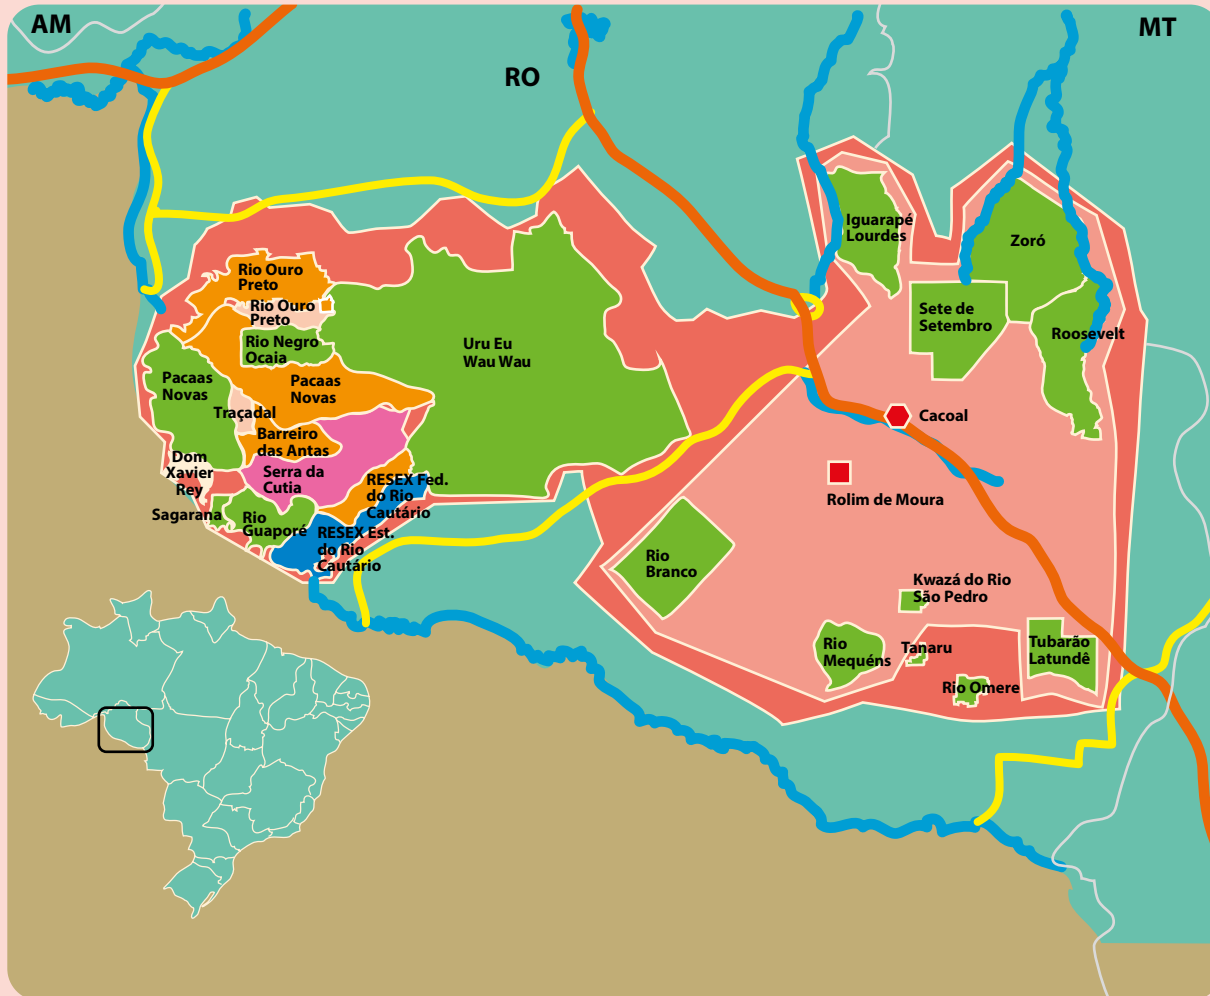 AM
MT
RO
Iguarapé
Lourdes
Zoró
Rio Ouro
Preto
Rio Ouro
Preto
Sete de
Setembro
Roosevelt
Rio Negro
Ocaia
Uru Eu
Wau Wau
Pacaas
Novas
Pacaas
Novas
Traçadal
Cacoal
Barreiro
das Antas
Dom
Xavier
Rey
Serra da
Cutia
RESEX Fed.
do Rio
Cautário
Rolim de Moura
Sagarana
Rio
Guaporé
RESEX Est.
do Rio
Cautário
Rio
Branco
Kwazá do Rio
São Pedro
Rio
Mequéns
Tanaru
Tubarão
Latundê
Rio Omere